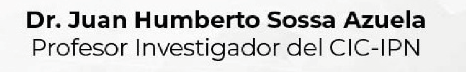 Dr. Juan Humberto Sossa Azuela
Profesor Investigador del CIC-IPN